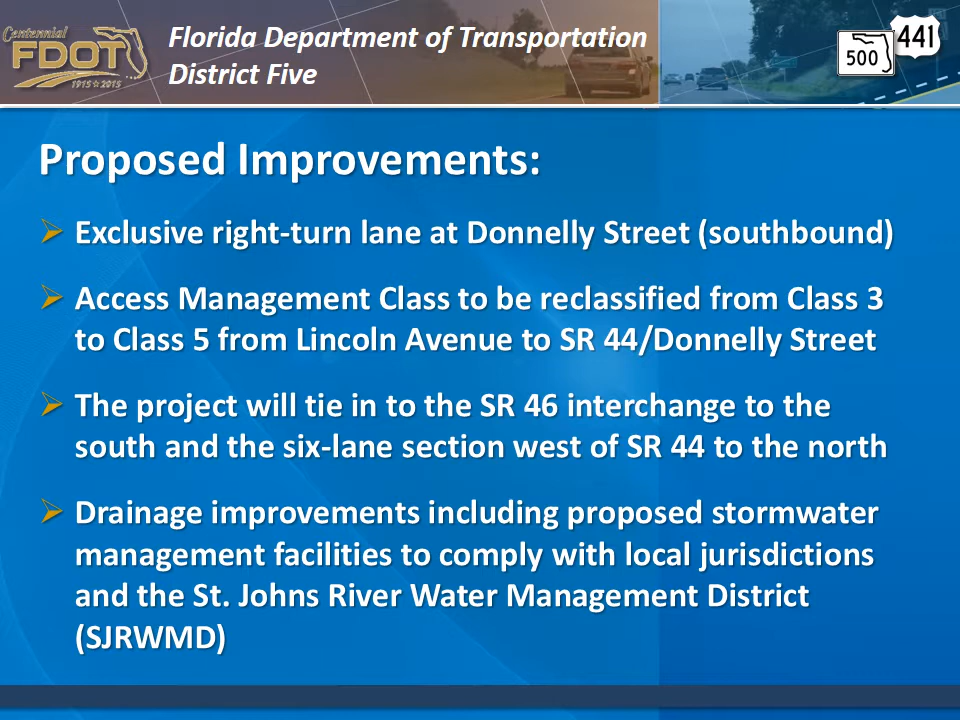 Centennial
FDOT
1915 2015
Florida Department of Transportation
District Five
500
441
Proposed Improvements:
Exclusive right-turn lane at Donnelly Street (southbound)
Access Management Class to be reclassified from Class 3
to Class 5 from Lincoln Avenue to SR 44/Donnelly Street
The project will tie in to the SR 46 interchange to the
south and the six-lane section west of SR 44 to the north
Drainage improvements including proposed stormwater
management facilities to comply with local jurisdictions
and the St. Johns River Water Management District
(SJRWMD)